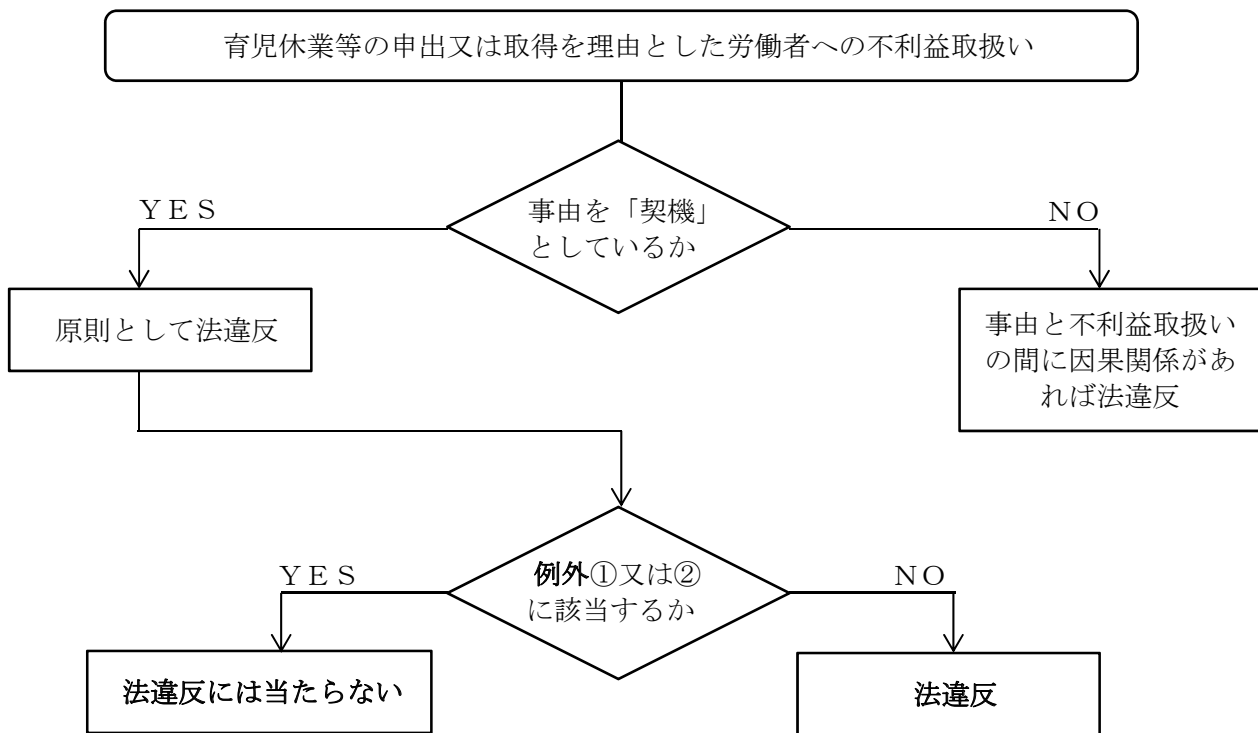 育児休業等の申出又は取得を理由とした労働者への不利益取扱い
事由を「契機」
としているか
ＹＥＳ
ＮＯ
原則として法違反
事由と不利益取扱い
の間に因果関係があ
れば法違反
例外①又は②
に該当するか
ＹＥＳ
ＮＯ
法違反には当たらない
法違反